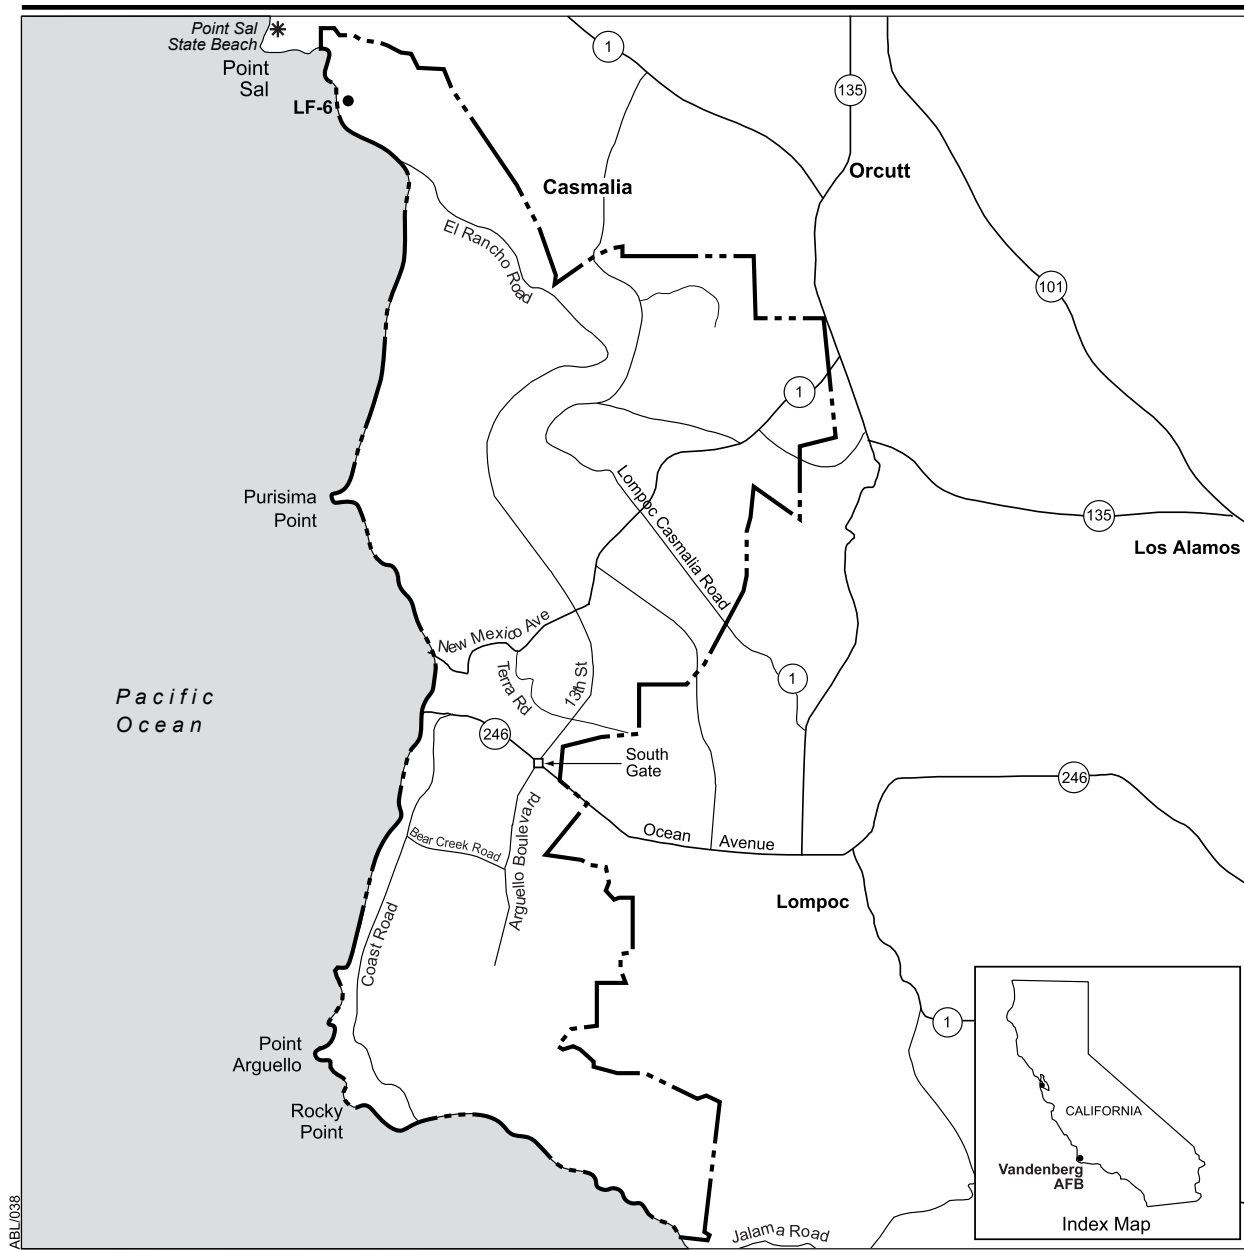 Point Sal
State Beach
1
Point
Sal
135
LF-6
Orcutt
Casmalia
El Rancho Road
101
1
Purisima
Point
Lompoc Casmalia Road
135
Los Alamos
New Mexico Ave
Terra Rd
13th St
1
Pacific
Ocean
246
South
Gate
246
Arguello Boulevard
Ocean Avenue
Bear Creek Road
Lompoc
Coast Road
1
Point
Arguello
Rocky
Point
CALIFORNIA
Vandenberg
AFB
Index Map
Jalama Road
ABL/038